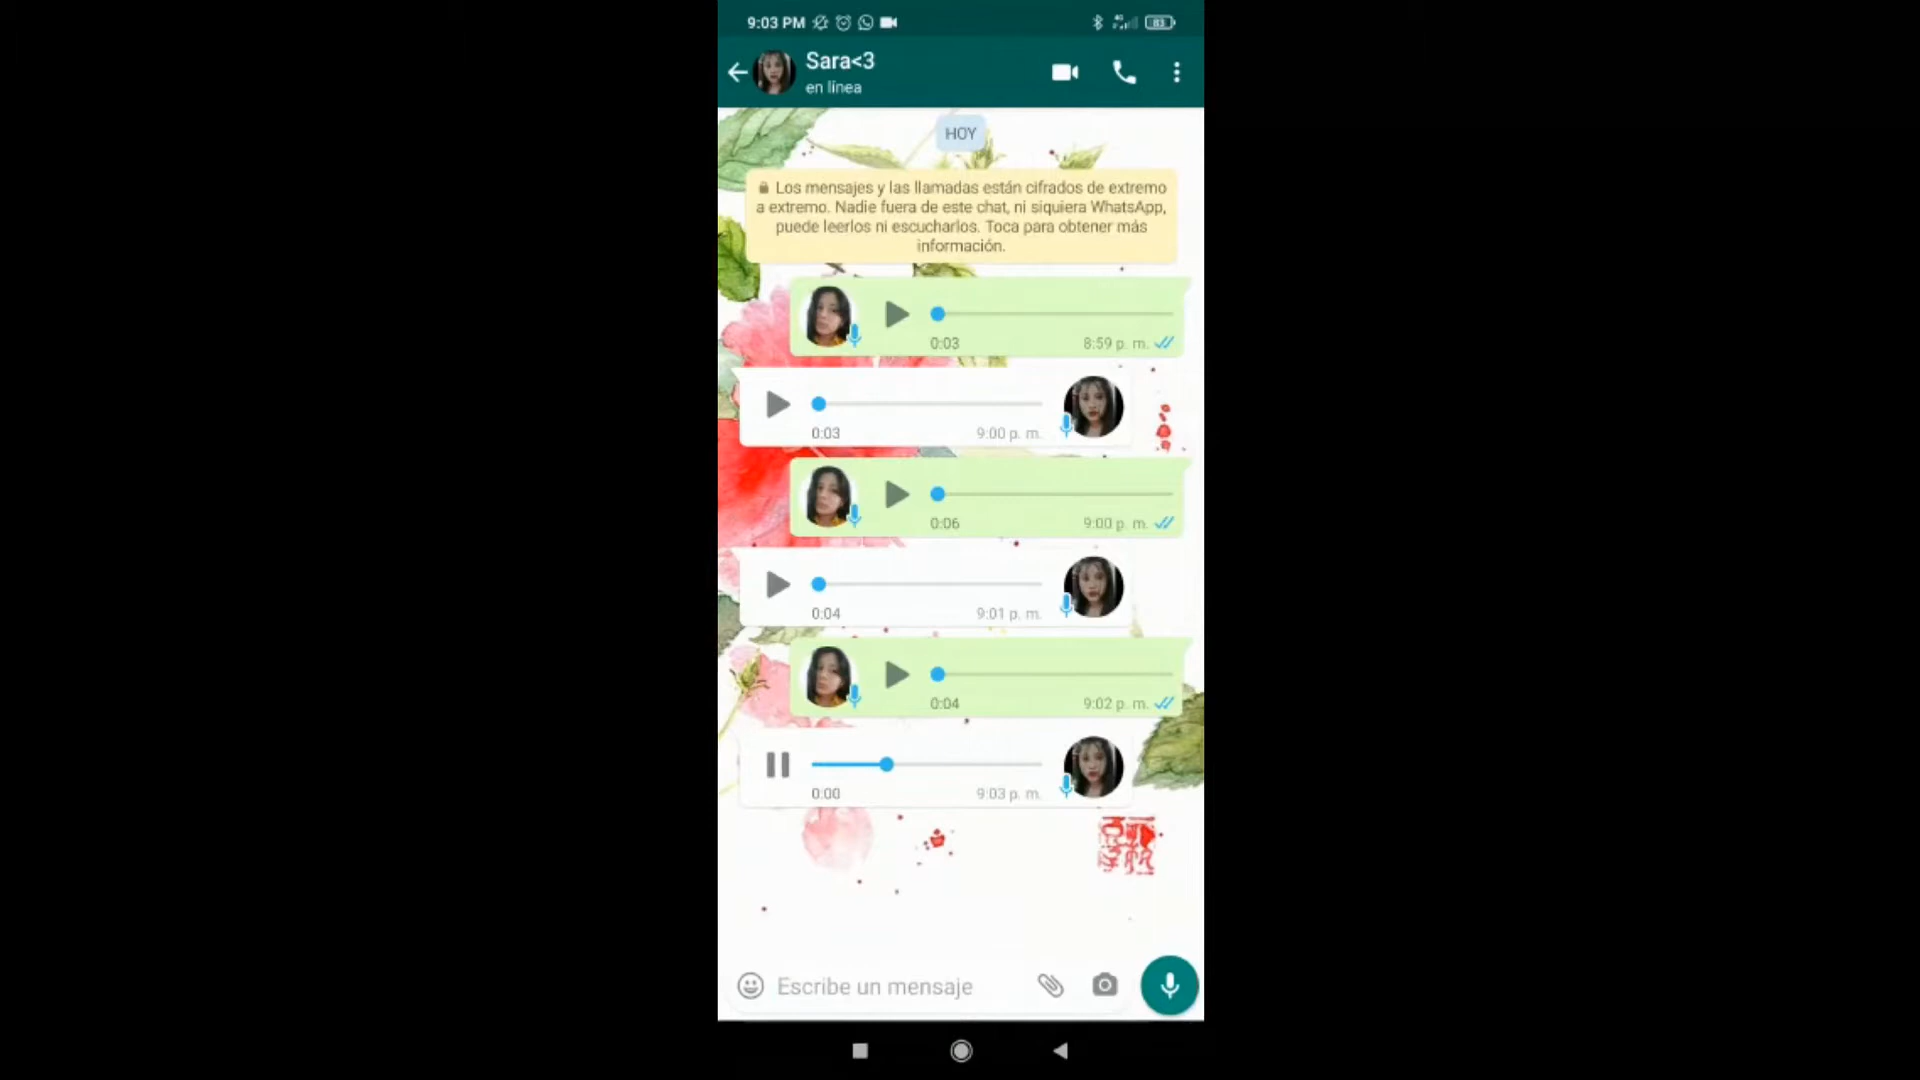 9:03 PM
83
Sara<3
en línea
HOY
Los mensajes y las llamadas están cifrados de extremo
a extremo. Nadie fuera de este chat, ni siquiera WhatsApp,
puede leerlos ni escucharlos. Toca para obtener más
información.
0:03 8:59 p. m.
0:03 9:00 p. m.
0:06 9:00 p. m.
0:04 9:01 p. m.
0:04 9:02 p. m.
0:00 9:03 p. m.
Escribe un mensaje